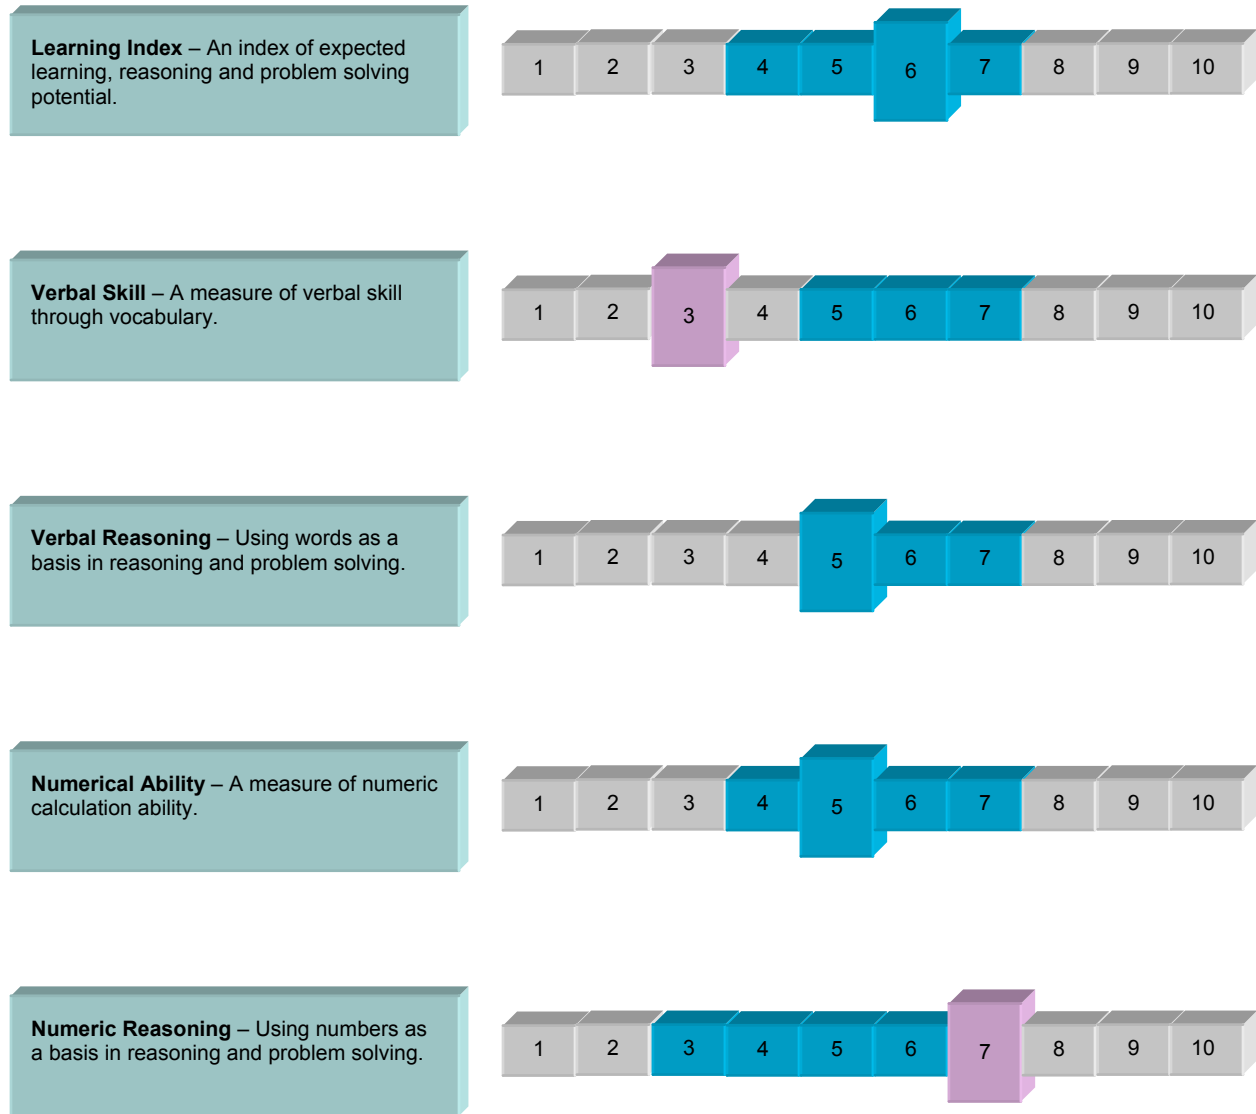 Learning Index – An index of expected
learning, reasoning and problem solving
potential.
1 2 3 4 5 6 7 8 9 10
Verbal Skill – A measure of verbal skill
through vocabulary.
1 2 3 4 5 6 7 8 9 10
Verbal Reasoning – Using words as a
basis in reasoning and problem solving.
1 2 3 4 5 6 7 8 9 10
Numerical Ability – A measure of numeric
calculation ability.
1 2 3 4 5 6 7 8 9 10
Numeric Reasoning – Using numbers as
a basis in reasoning and problem solving.
1 2 3 4 5 6 7 8 9 10